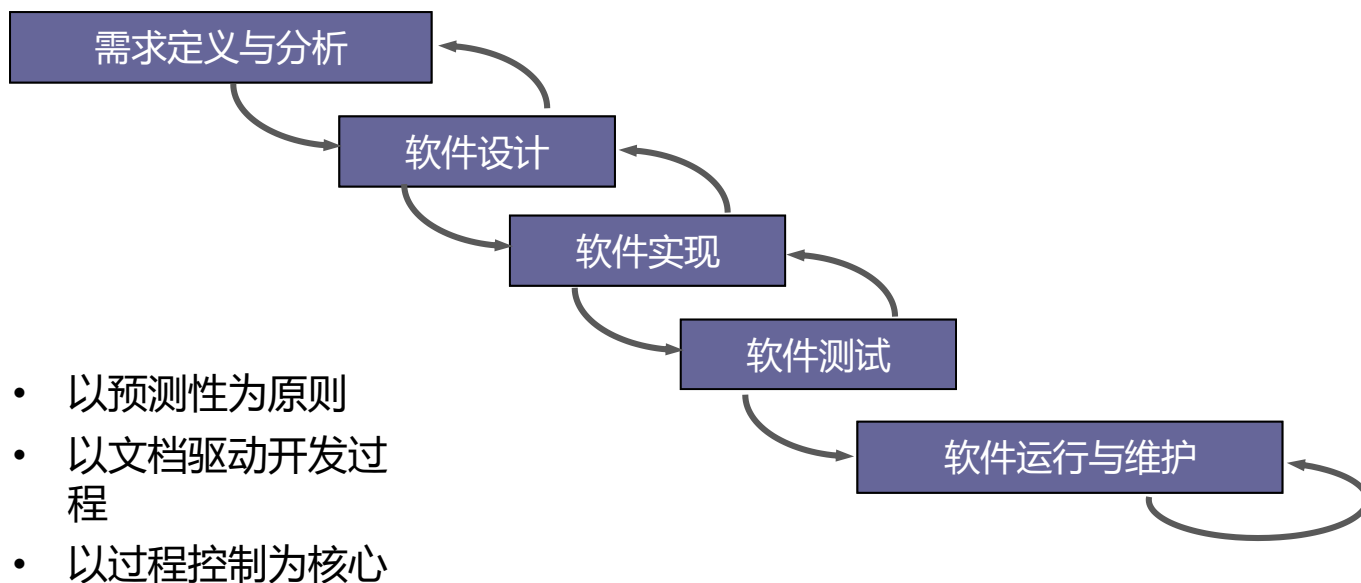 需求定义与分析
软件设计
软件实现
软件测试
软件运行与维护
• 以预测性为原则
• 以文档驱动开发过
程
• 以过程控制为核心